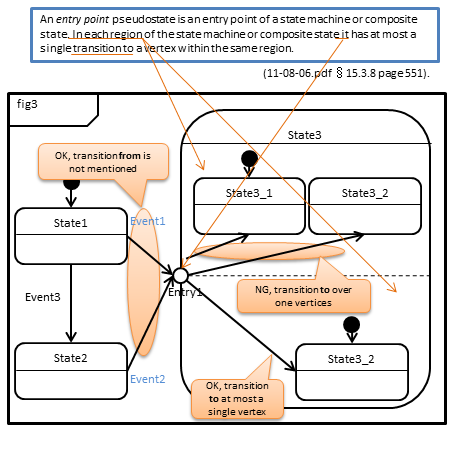 An entry point pseudostate is an entry point of a state machine or composite
state. In each region of the state machine or composite state it has at most a
single transition to a vertex within the same region.
(11-08-06.pdf § 15.3.8 page 551).
fig3
State3
OK, transition from is
not mentioned
State3_1
State3_2
State1
Event1
Entry1
NG, transition to over
one vertices
Event3
State2
State3_2
Event2
OK, transition
to at most a
single vertex